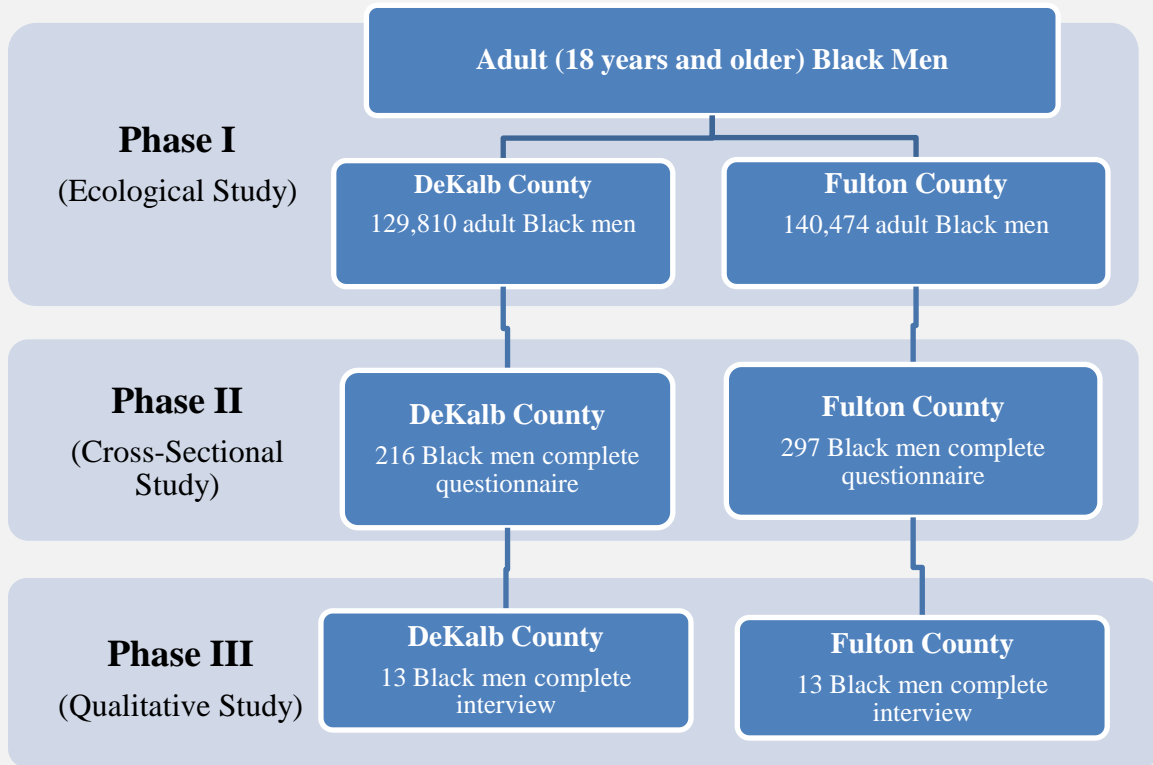 Adult (18 years and older) Black Men
Phase I
(Ecological Study)
DeKalb County
129,810 adult Black men
Fulton County
140,474 adult Black men
Phase II
(Cross-Sectional
Study)
DeKalb County
216 Black men complete
questionnaire
Fulton County
297 Black men complete
questionnaire
Phase III
(Qualitative Study)
DeKalb County
13 Black men complete
interview
Fulton County
13 Black men complete
interview